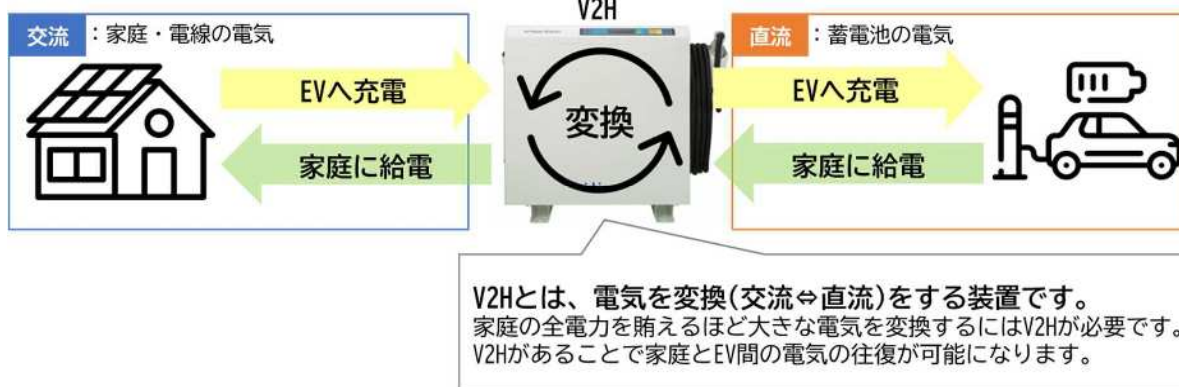 V2H
交流：家庭・電線の電気
直流：蓄電池の電気
EVへ充電
変換
EVへ充電
家庭に給電
家庭に給電
V2Hとは、電気を変換(交流⇔直流)をする装置です。
家庭の全電力を賄えるほど大きな電気を変換するにはV2Hが必要です。
V2Hがあることで家庭とEV間の電気の往復が可能になります。